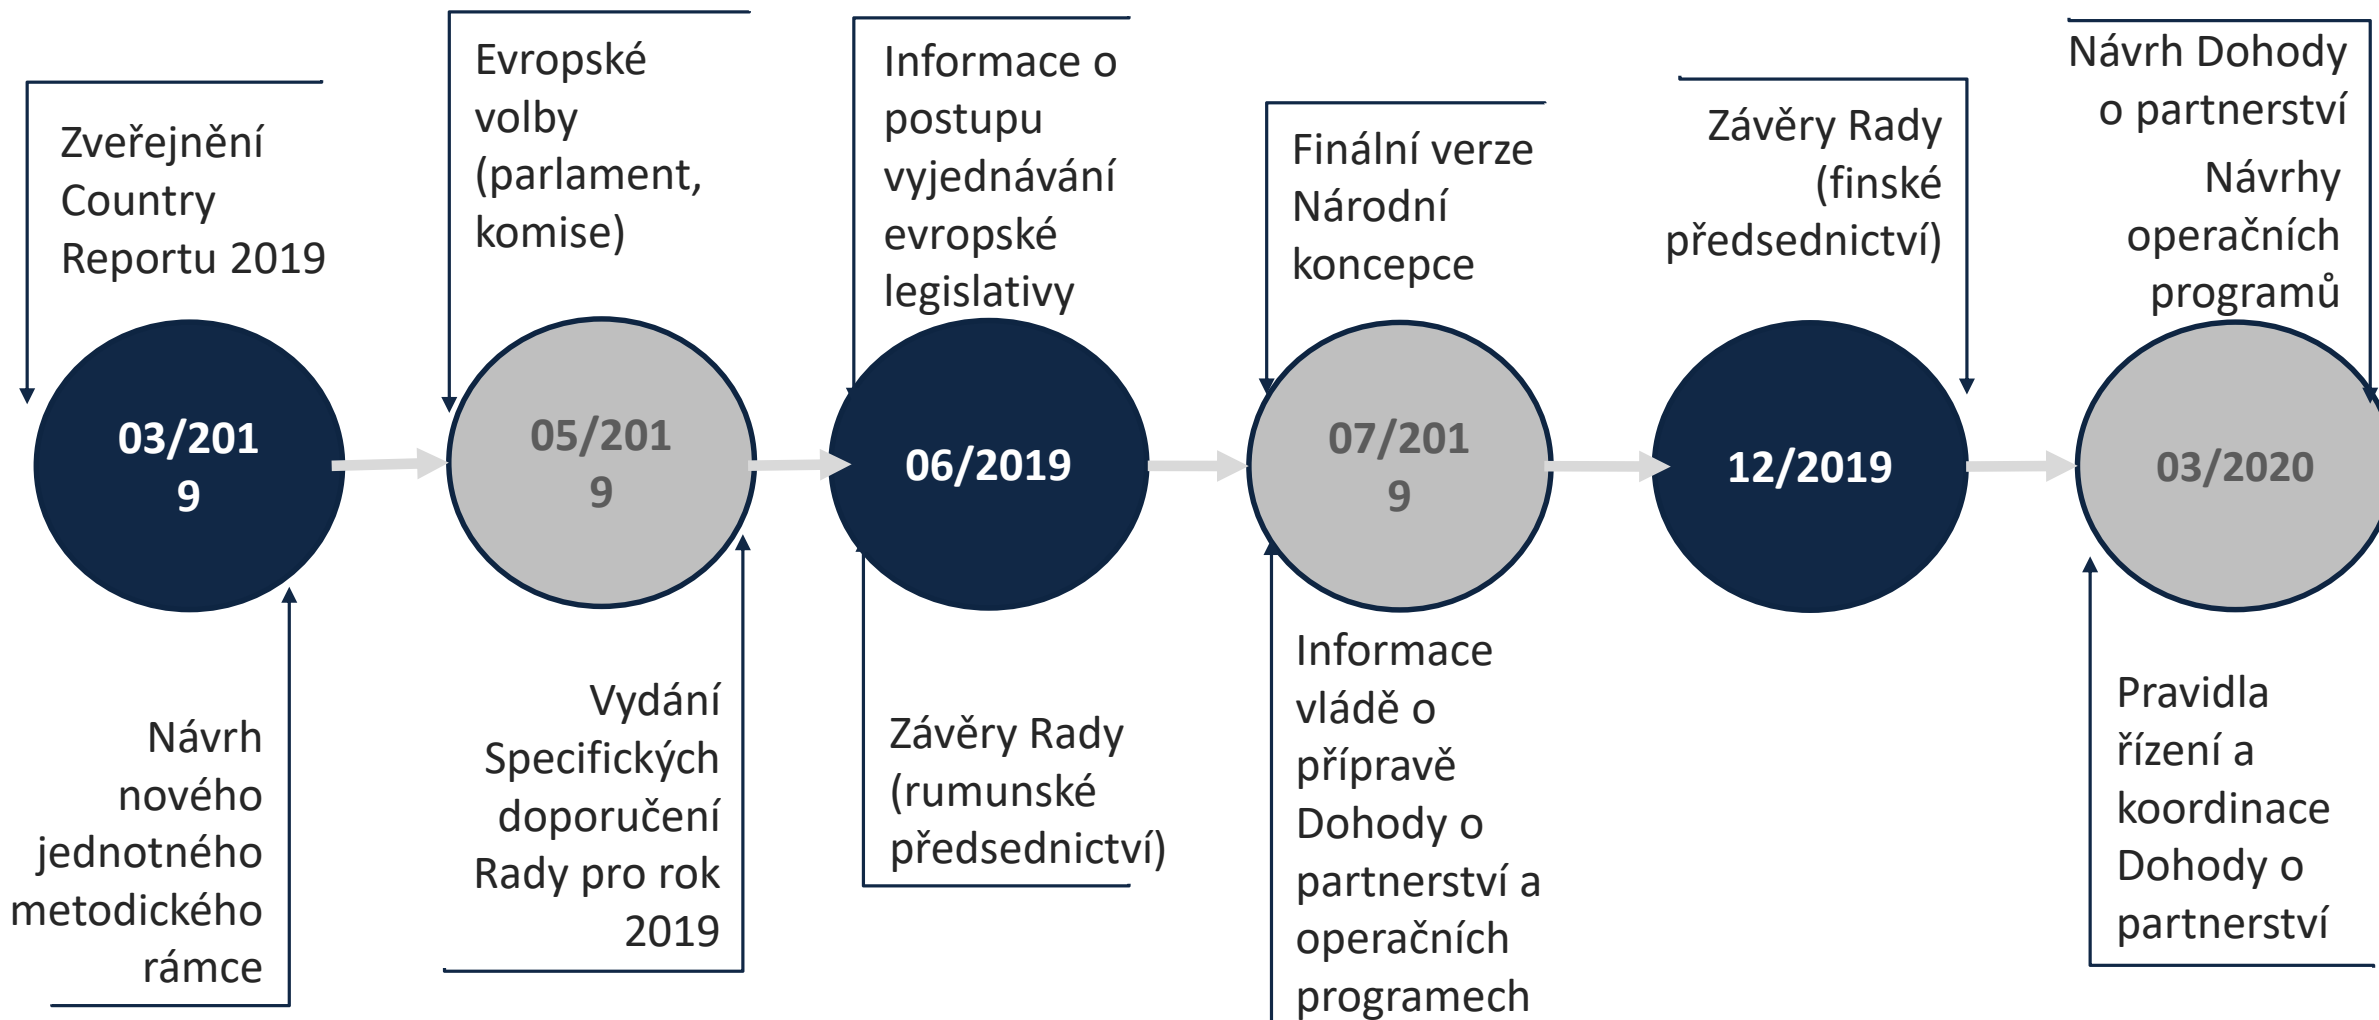 Zveřejnění
Country
Reportu 2019
Evropské
volby
(parlament,
komise)
Informace o
postupu
vyjednávání
evropské
legislativy
Finální verze
Národní
koncepce
Závěry Rady
(finské
předsednictví)
Návrh Dohody
o partnerství
Návrhy
operačních
programů
03/201
9
05/201
9
06/2019
07/201
9
12/2019
03/2020
Návrh
nového
jednotného
metodického
rámce
Vydání
Specifických
doporučení
Rady pro rok
2019
Závěry Rady
(rumunské
předsednictví)
Informace
vládě o
přípravě
Dohody o
partnerství a
operačních
programech
Pravidla
řízení a
koordinace
Dohody o
partnerství